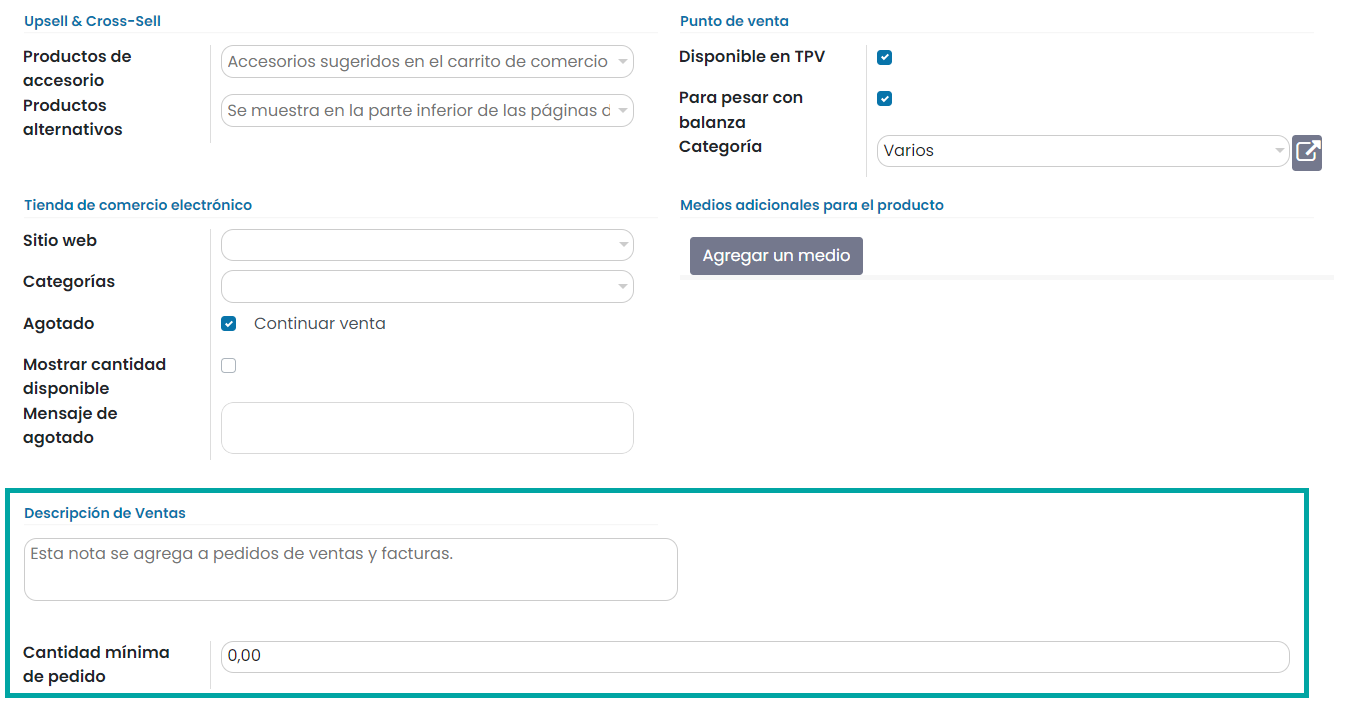 Upsell & Cross-Sell
Productos de
accesorio
Accesorios sugeridos en el carrito de comercio
Productos
alternativos
Se muestra en la parte inferior de las páginas d
Punto de venta
Disponible en TPV
Para pesar con
balanza
Categoría
Varios
Tienda de comercio electrónico
Sitio web
Categorías
Agotado
Continuar venta
Mostrar cantidad
disponible
Mensaje de
agotado
Medios adicionales para el producto
Agregar un medio
Descripción de Ventas
Esta nota se agrega a pedidos de ventas y facturas.
Cantidad mínima
de pedido
0,00